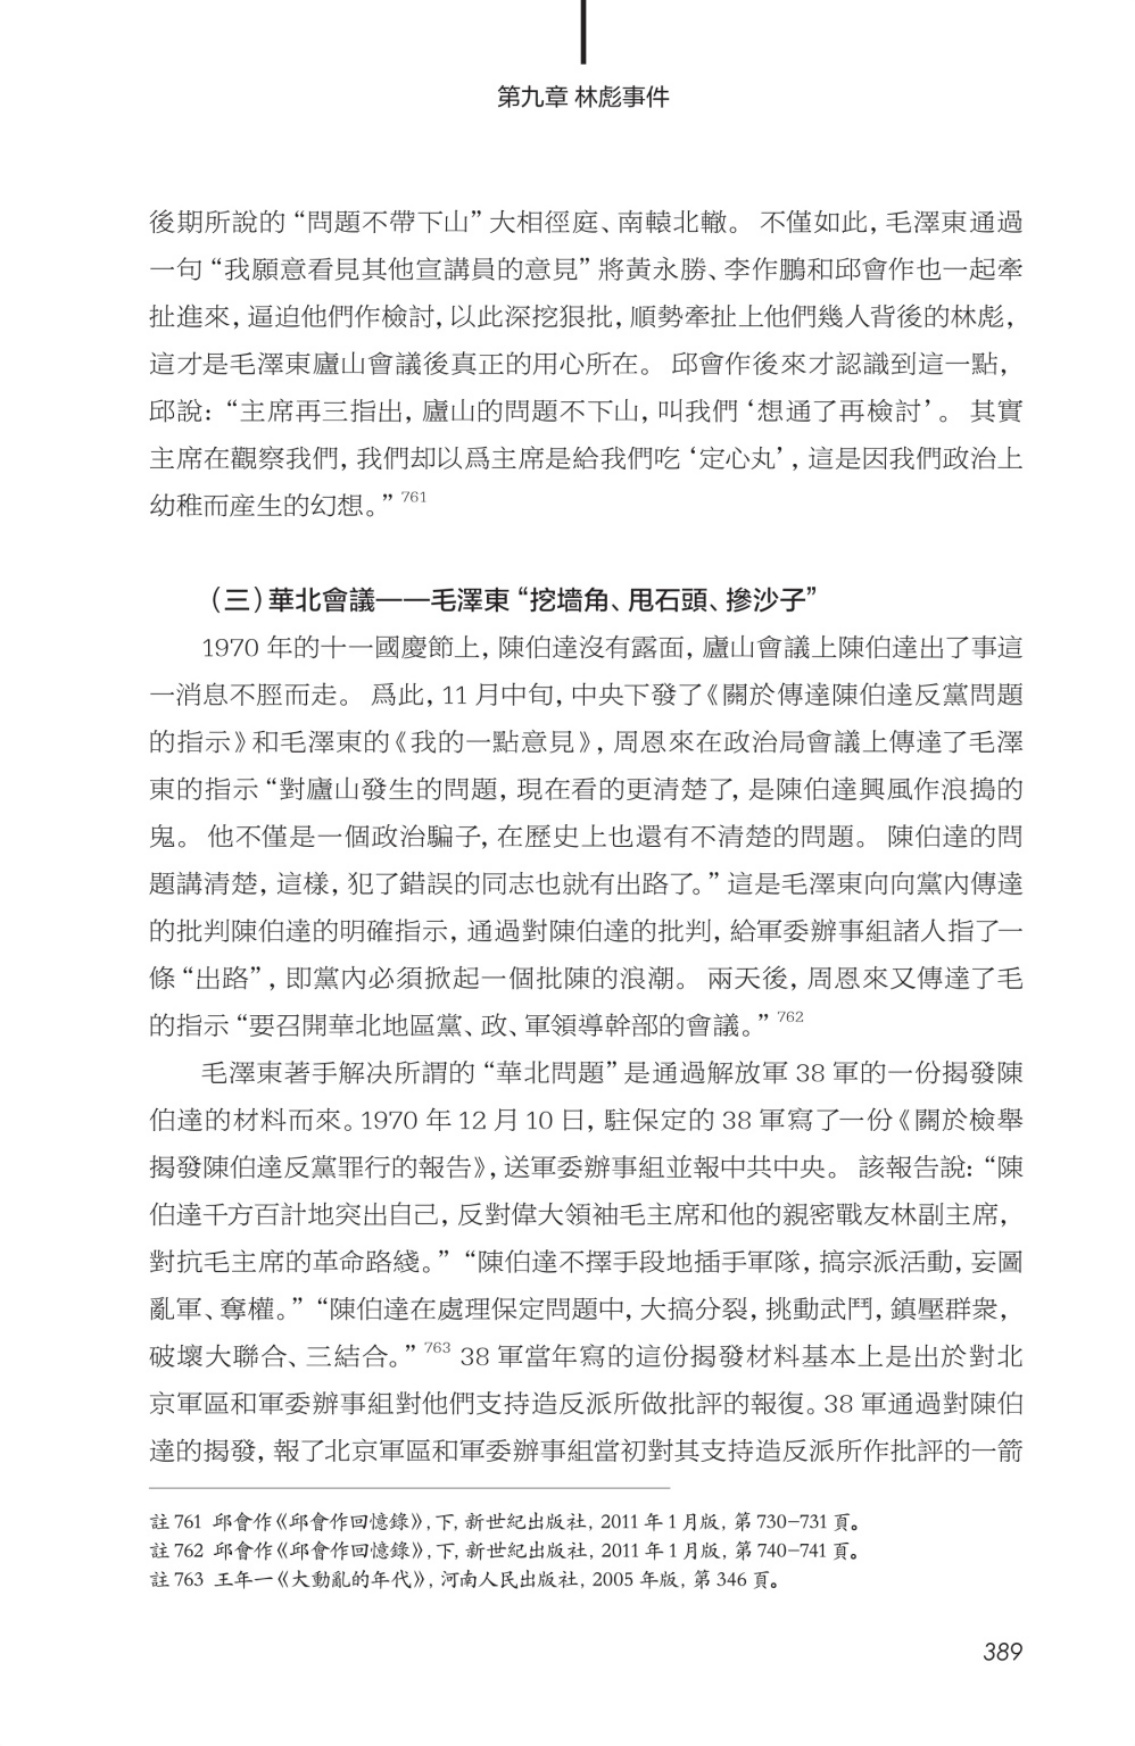 第九章 林彪事件
後期所說的“問題不帶下山”大相徑庭、南轅北轍。 不僅如此, 毛澤東通過
一句“我願意看見其他宣講員的意見”將黃永勝、李作鵬和邱會作也一起牽
扯進來, 逼迫他們作檢討, 以此深挖狠批, 順勢牽扯上他們幾人背後的林彪,
這才是毛澤東廬山會議後真正的用心所在。 邱會作後來才認識到這一點,
邱說: “主席再三指出, 廬山的問題不下山, 叫我們‘想通了再檢討’。 其實
主席在觀察我們, 我們却以爲主席是給我們吃‘定心丸’, 這是因我們政治上
幼稚而産生的幻想。” 761
（三）華北會議——毛澤東“挖墻角、甩石頭、摻沙子”
1970 年的十一國慶節上, 陳伯達沒有露面, 廬山會議上陳伯達出了事這
一消息不脛而走。 爲此, 11 月中旬, 中央下發了《關於傳達陳伯達反黨問題
的指示》和毛澤東的《我的一點意見》, 周恩來在政治局會議上傳達了毛澤
東的指示“對廬山發生的問題, 現在看的更清楚了, 是陳伯達興風作浪搗的
鬼。 他不僅是一個政治騙子, 在歷史上也還有不清楚的問題。 陳伯達的問
題講清楚, 這樣, 犯了錯誤的同志也就有出路了。”這是毛澤東向向黨內傳達
的批判陳伯達的明確指示, 通過對陳伯達的批判, 給軍委辦事組諸人指了一
條“出路”, 即黨內必須掀起一個批陳的浪潮。 兩天後, 周恩來又傳達了毛
的指示“要召開華北地區黨、政、軍領導幹部的會議。” 762
毛澤東著手解決所謂的“華北問題”是通過解放軍 38 軍的一份揭發陳
伯達的材料而來。1970 年 12 月 10 日, 駐保定的 38 軍寫了一份《關於檢舉
揭發陳伯達反黨罪行的報告》, 送軍委辦事組並報中共中央。 該報告說: “陳
伯達千方百計地突出自己, 反對偉大領袖毛主席和他的親密戰友林副主席,
對抗毛主席的革命路綫。” “陳伯達不擇手段地插手軍隊, 搞宗派活動, 妄圖
亂軍、奪權。” “陳伯達在處理保定問題中, 大搞分裂, 挑動武鬥, 鎮壓群衆,
破壞大聯合、三結合。” 763 38 軍當年寫的這份揭發材料基本上是出於對北
京軍區和軍委辦事組對他們支持造反派所做批評的報復。38 軍通過對陳伯
達的揭發, 報了北京軍區和軍委辦事組當初對其支持造反派所作批評的一箭
註 761 邱會作《邱會作回憶錄》, 下, 新世紀出版社, 2011 年 1 月版, 第 730–731 頁。
註 762 邱會作《邱會作回憶錄》, 下, 新世紀出版社, 2011 年 1 月版, 第 740–741 頁。
註 763 王年一《大動亂的年代》, 河南人民出版社, 2005 年版, 第 346 頁。
389